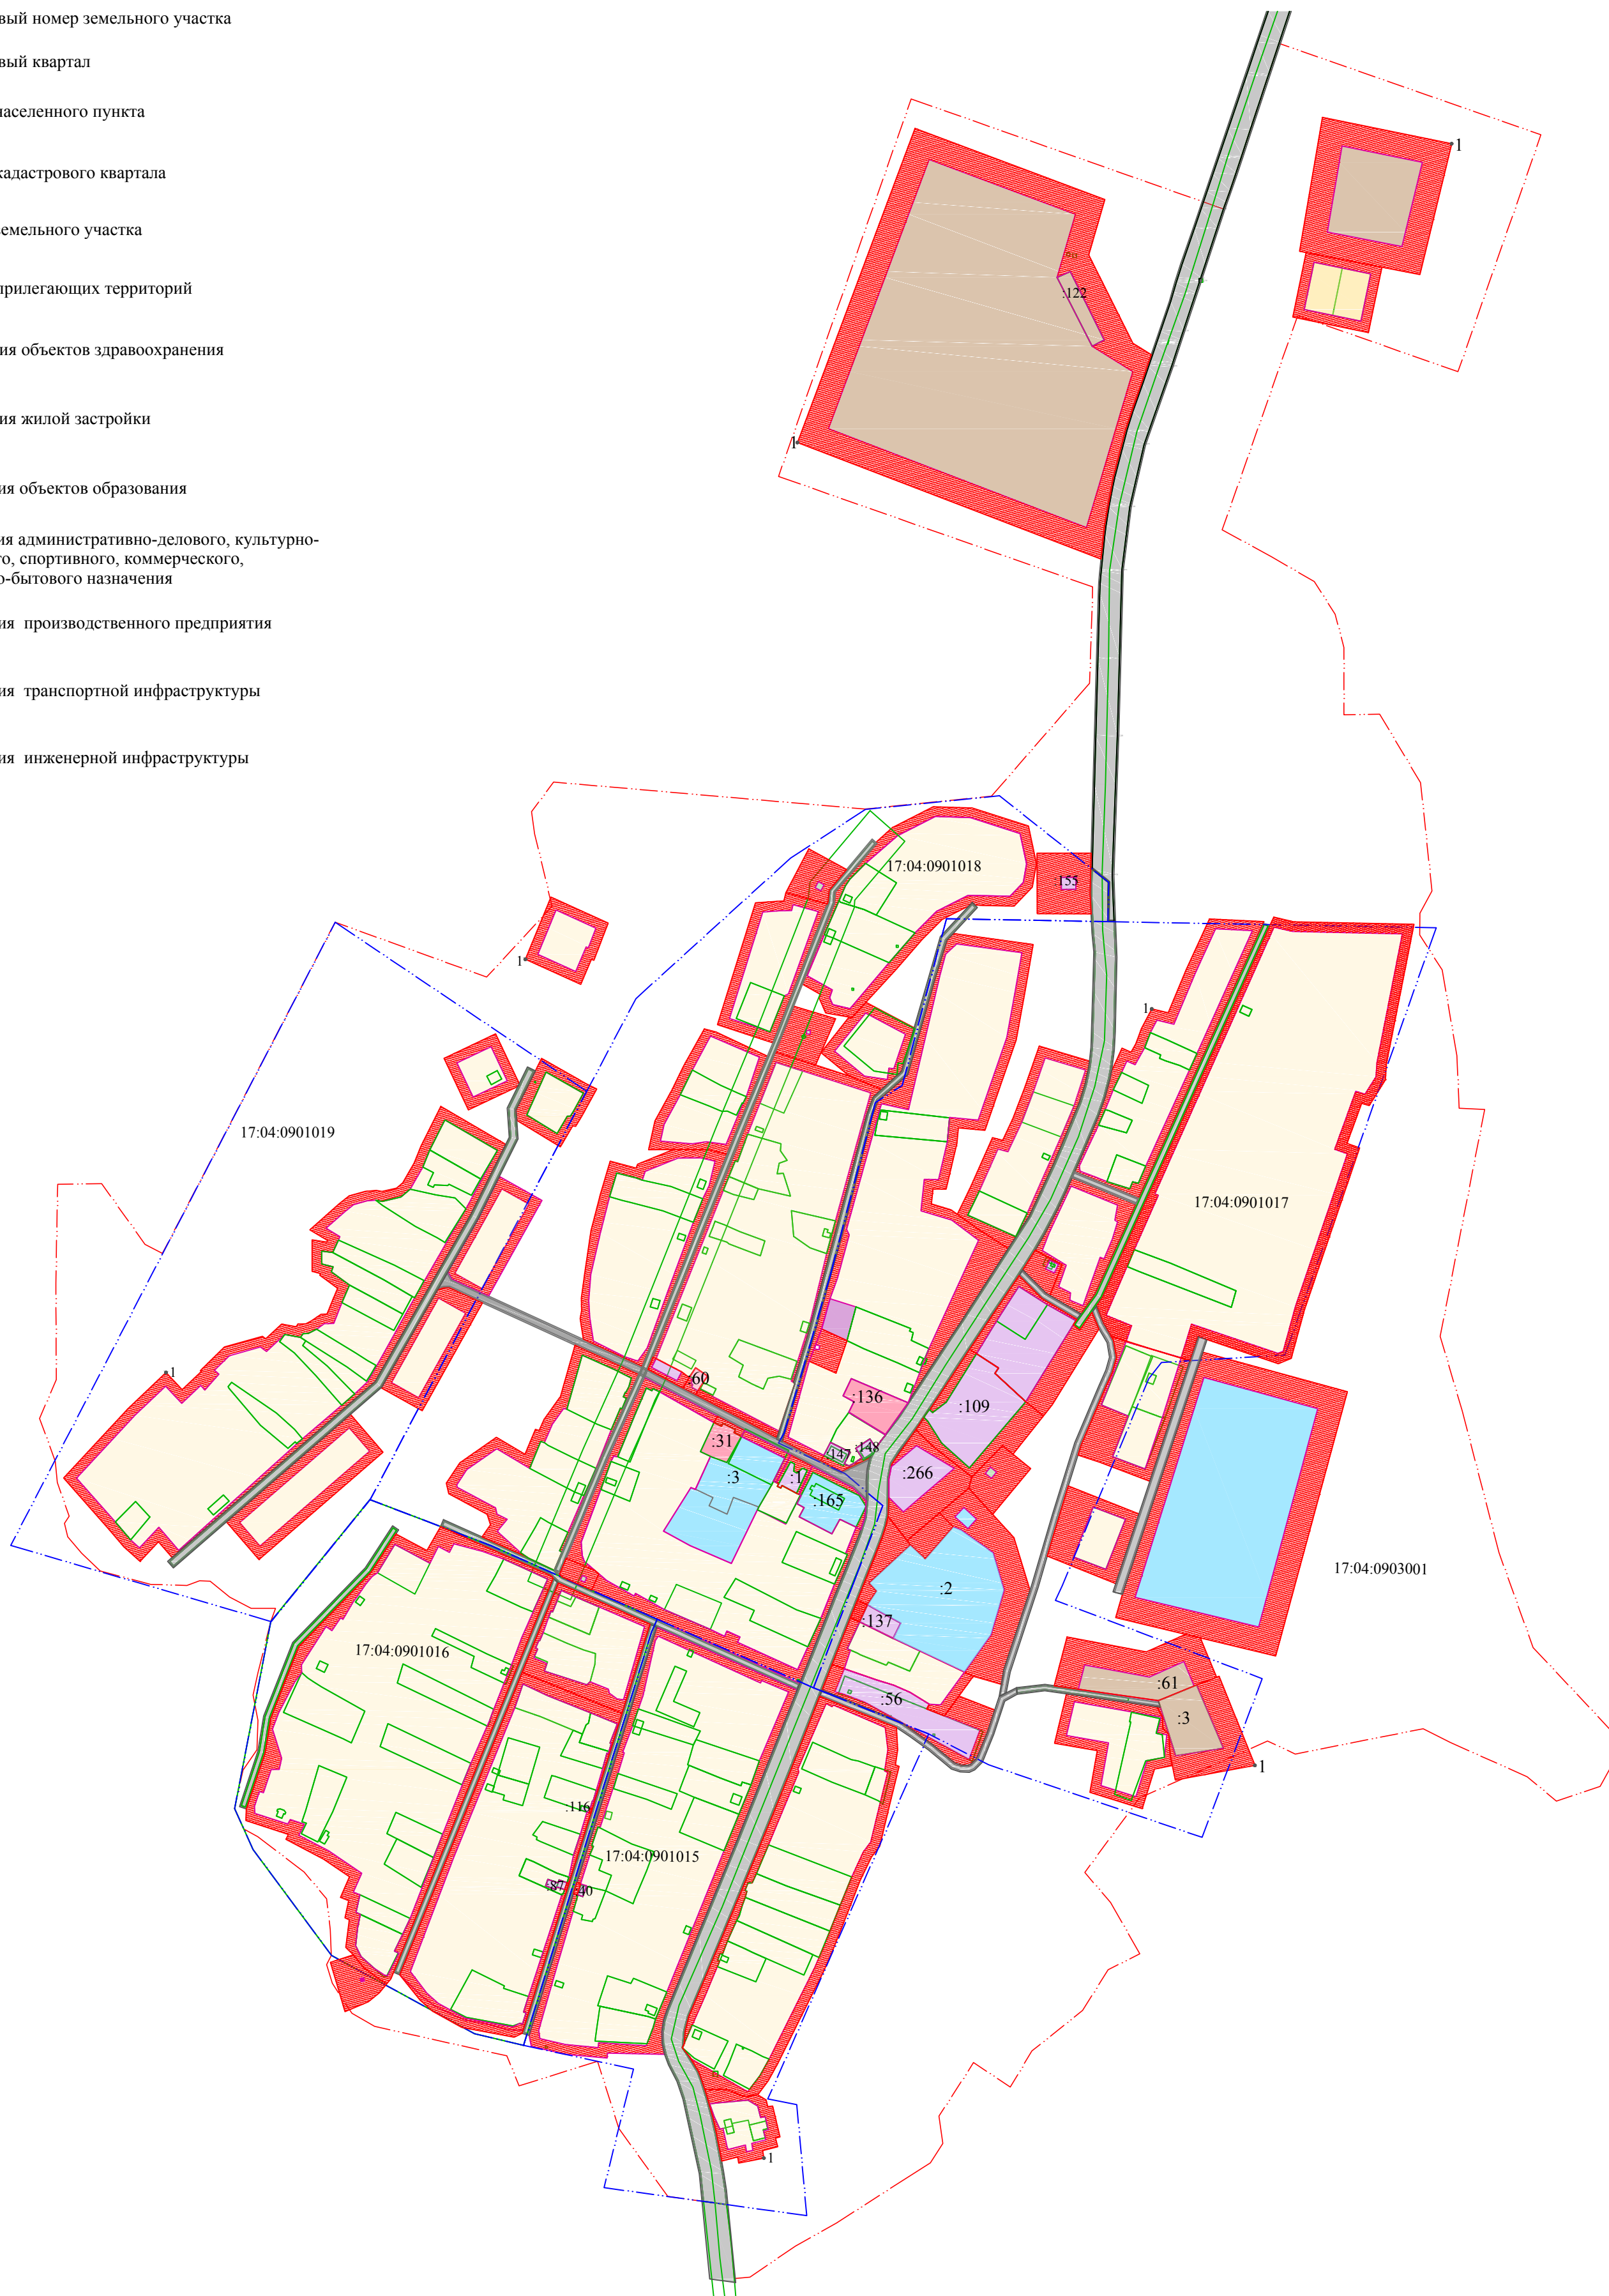 вый номер земельного участка
вый квартал
населенного пункта
кадастрового квартала
емельного участка
прилегающих территорий
ия объектов здравоохранения
ия жилой застройки
ия объектов образования
ия административно-делового, культурно-
го, спортивного, коммерческого,
о-бытового назначения
ия производственного предприятия
ия транспортной инфраструктуры
ия инженерной инфраструктуры
1
:122
1
17:04:0901018
:155
1
1
17:04:0901019
17:04:0901017
1
:60
:136
:109
:31
:147
:148
:3
:1
:266
:165
17:04:0903001
:2
:137
17:04:0901016
:61
:56
:3
1
:116
17:04:0901015
:87
:40
1